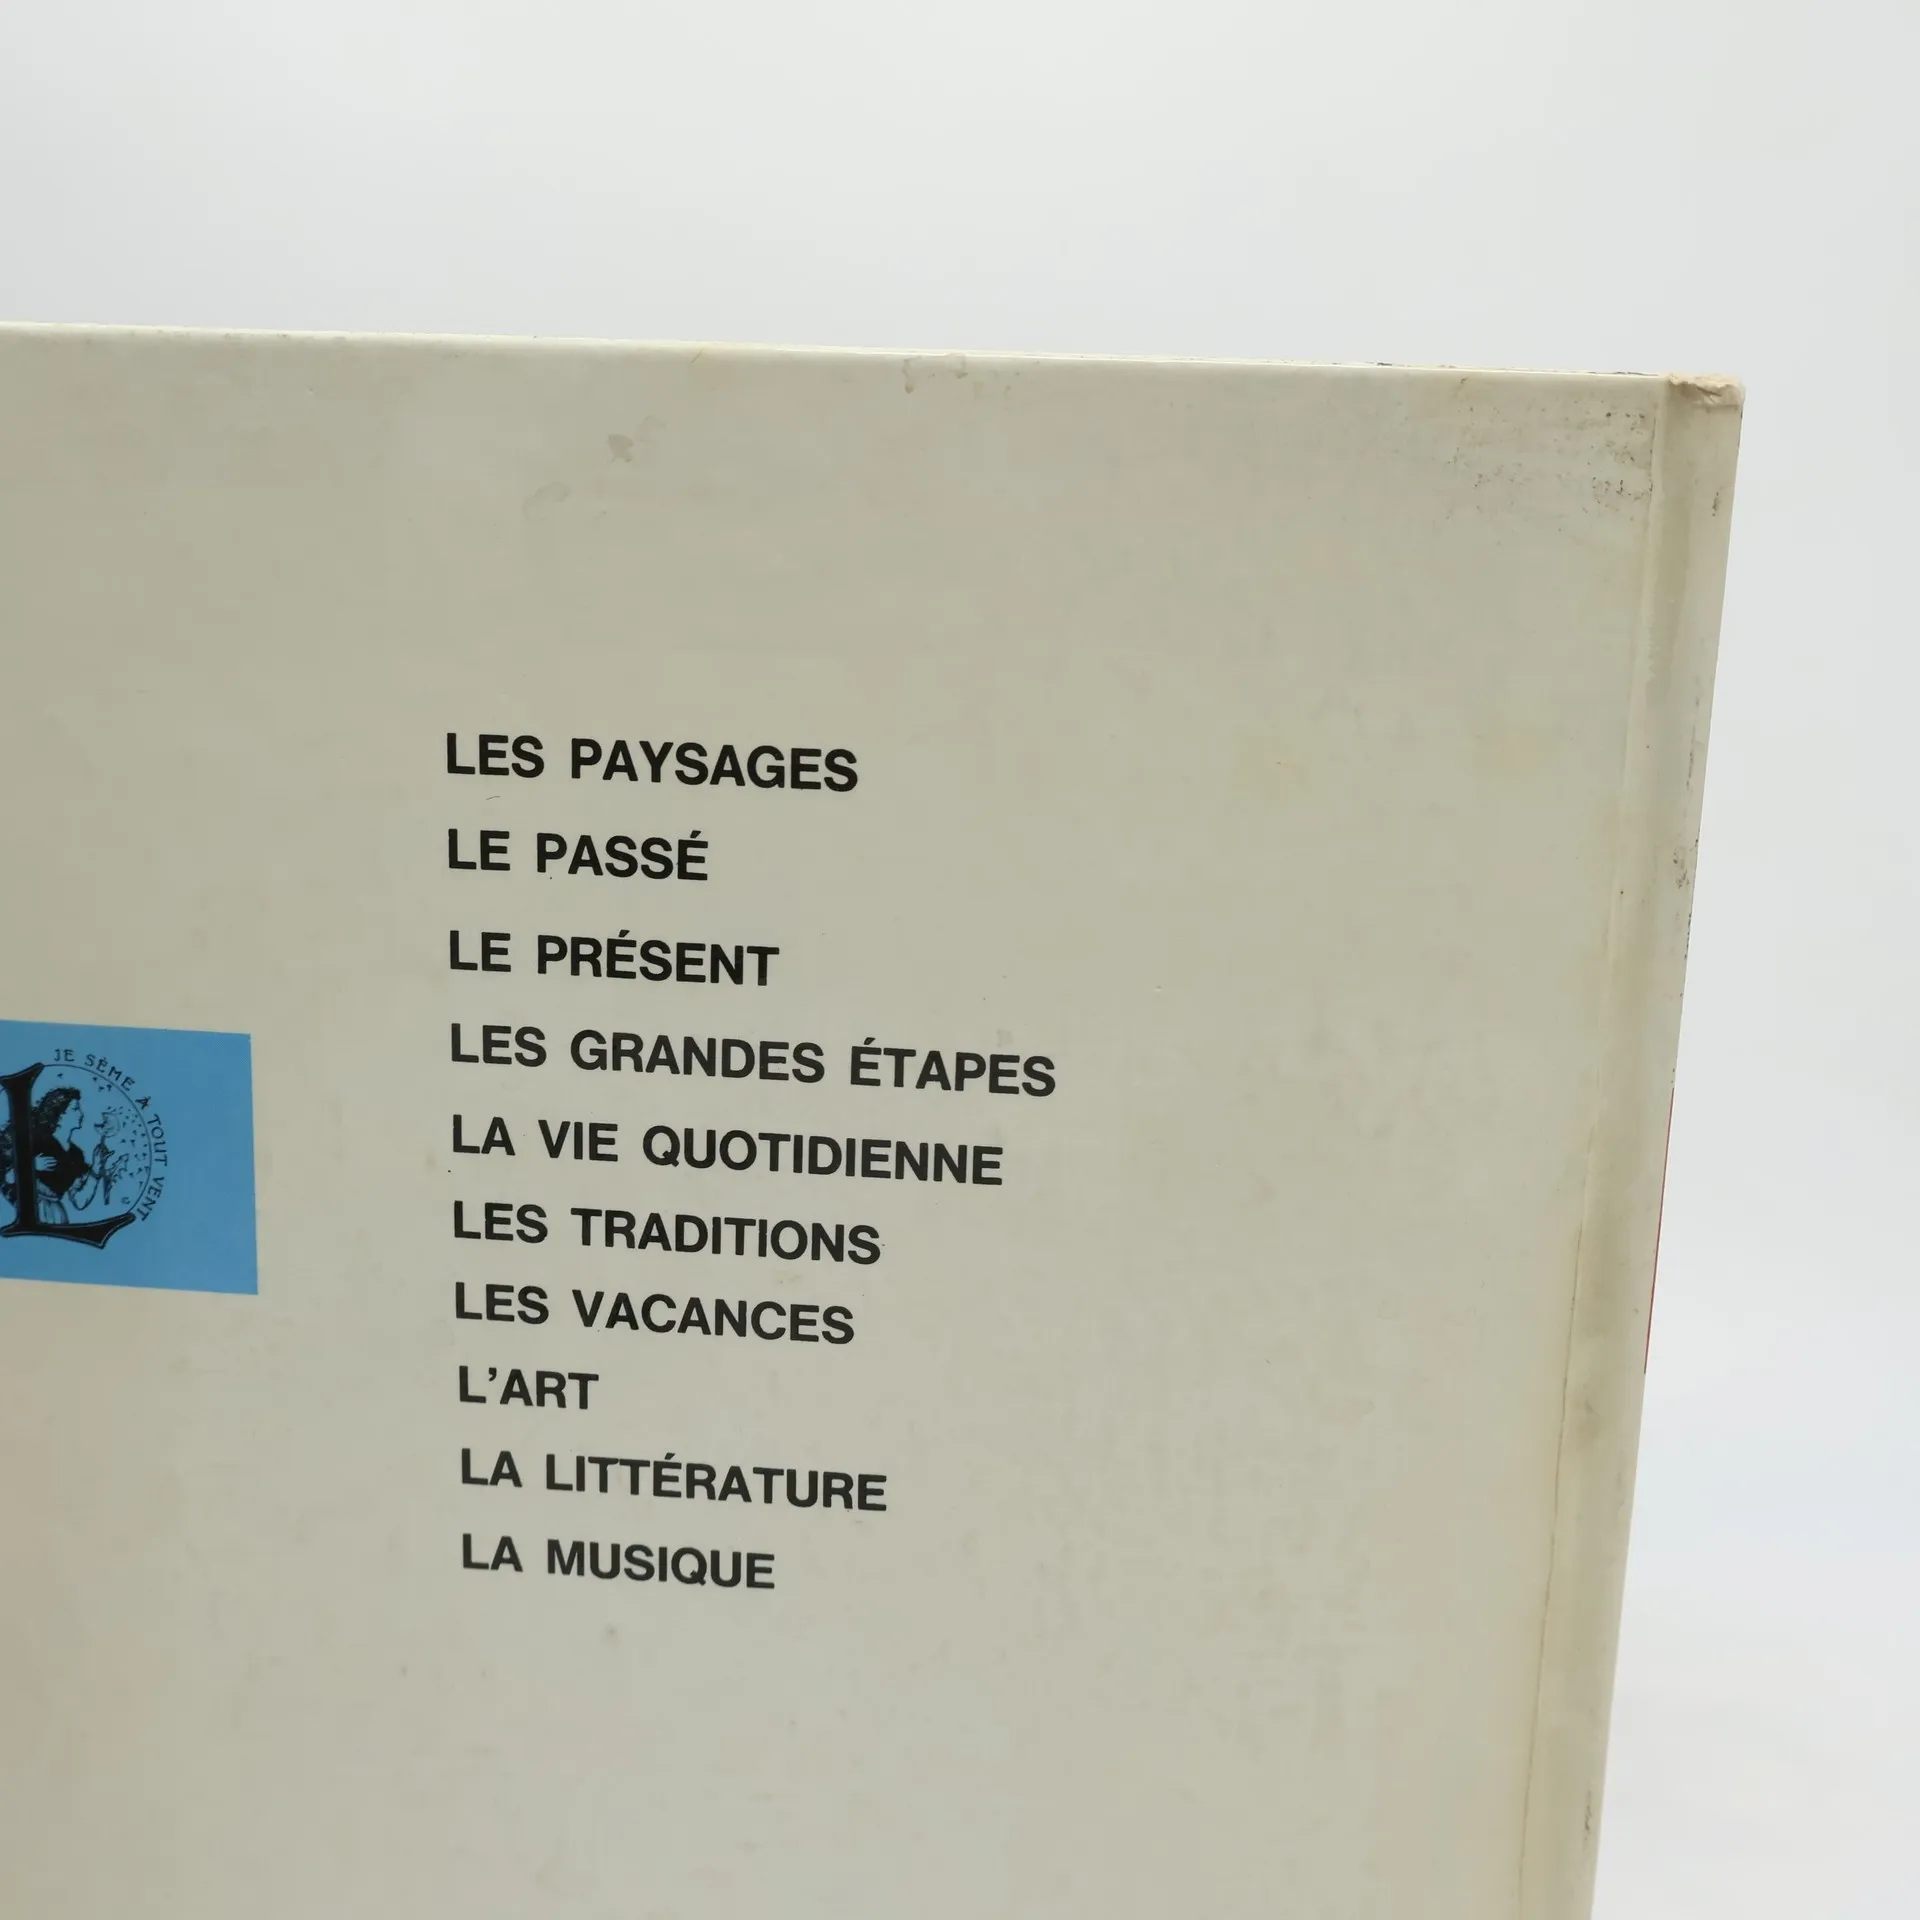 LES PAYSAGES
LE PASSÉ
LE PRÉSENT
LES GRANDES ÉTAPES
LA VIE QUOTIDIENNE
LES TRADITIONS
LES VACANCES
L'ART
LA LITTÉRATURE
LA MUSIQUE
JE SÈME À TOUT VENT
L